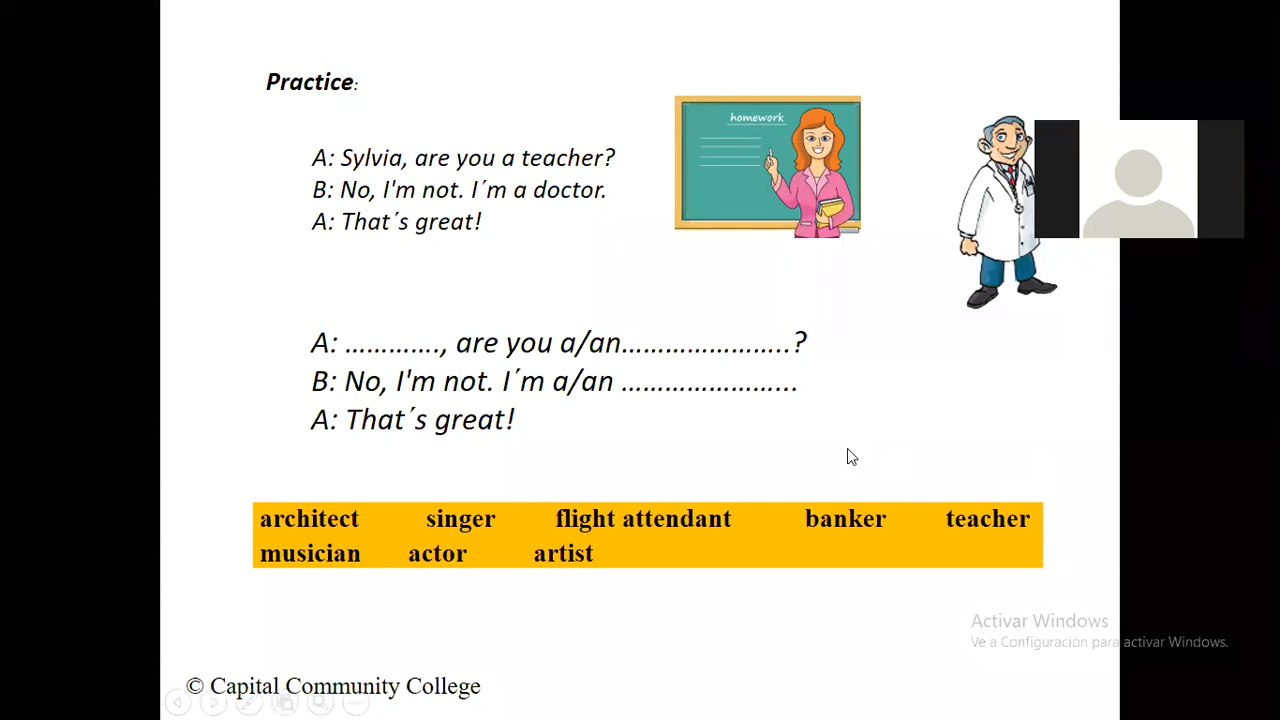 Practice:
homework
A: Sylvia, are you a teacher?
B: No, I'm not. I´m a doctor.
A: That´s great!
A: …………., are you a/an…………………..?
B: No, I'm not. I´m a/an …………………...
A: That´s great!
architect singer flight attendant banker teacher
musician actor artist
Activar Windows
Ve a Configuración para activar Windows.
© Capital Community College